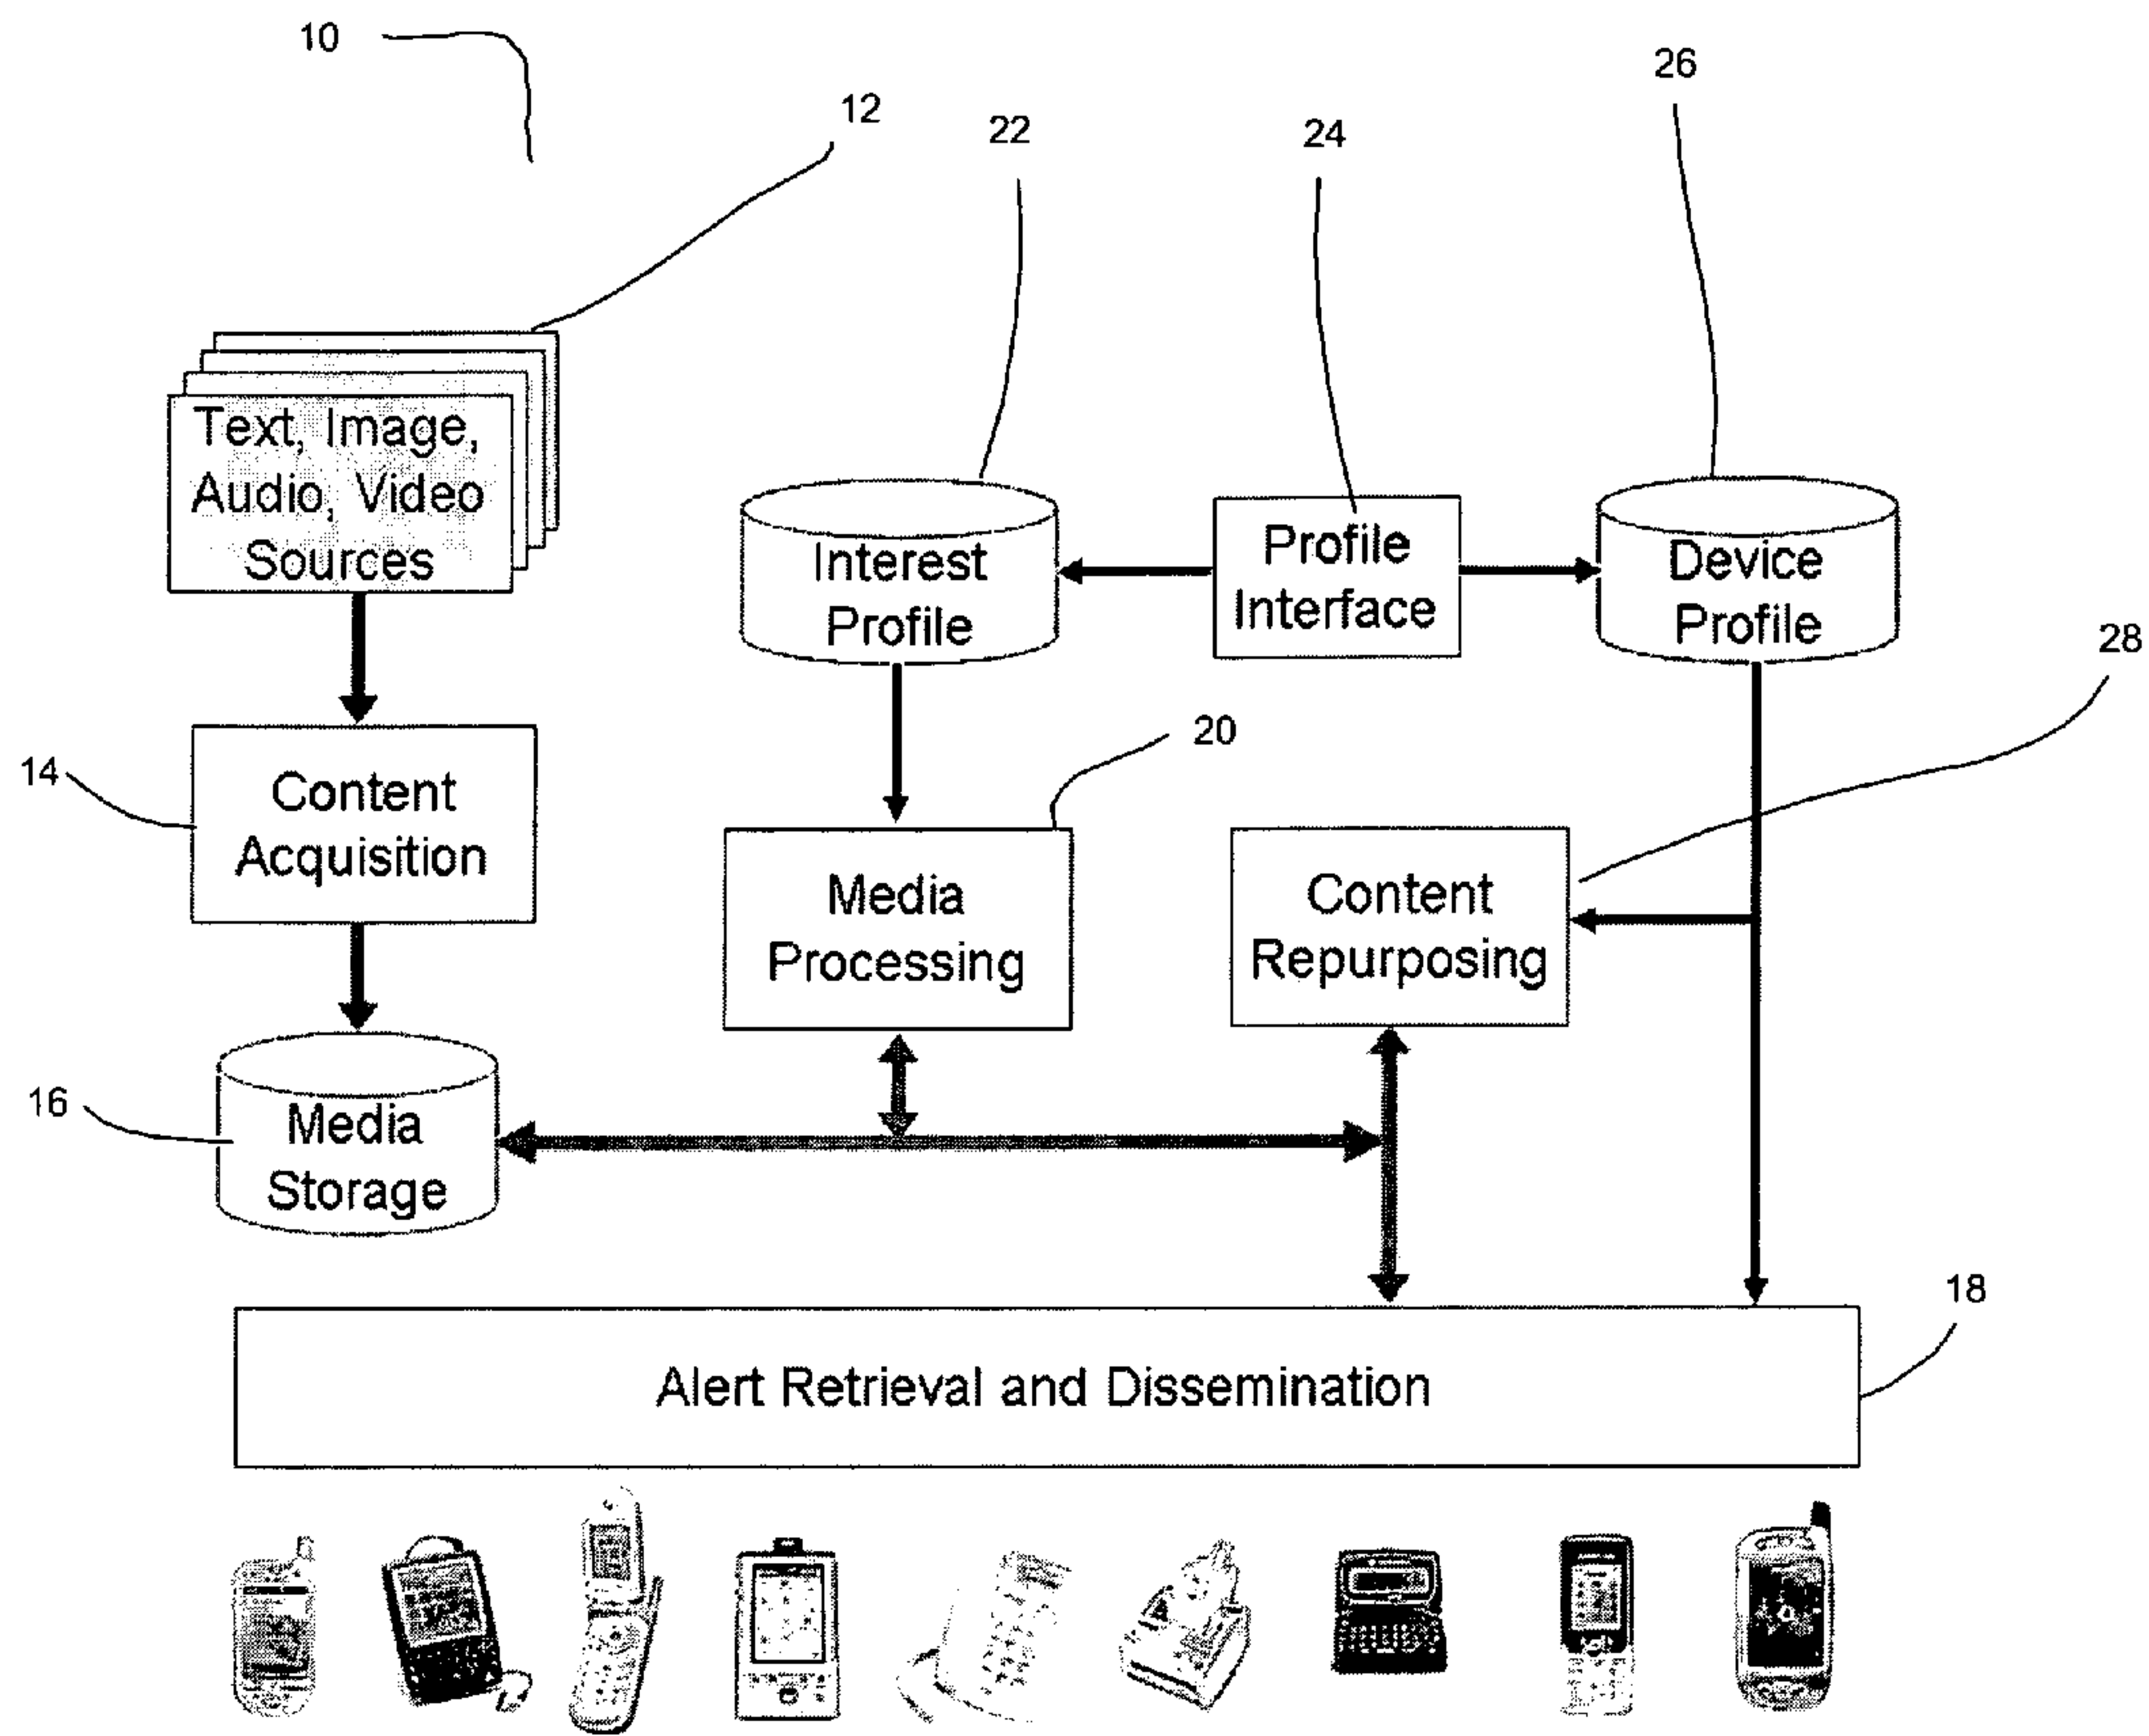 10
12
22
24
26
Text, Image,
Audio, Video
Sources
Interest
Profile
Profile
Interface
Device
Profile
28
14
Content
Acquisition
20
Media
Processing
Content
Repurposing
16
Media
Storage
18
Alert Retrieval and Dissemination